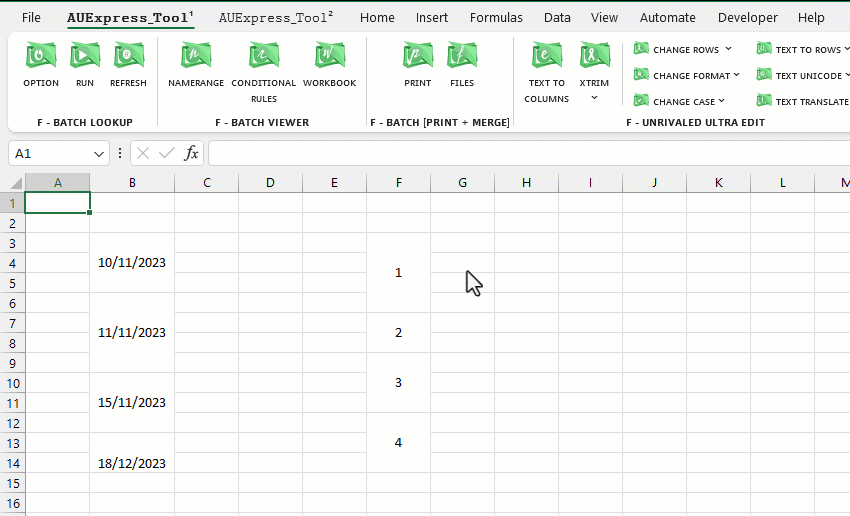 File AUExpress_Tool¹ AUExpress_Tool² Home Insert Formulas Data View Automate Developer Help
OPTION RUN REFRESH
F - BATCH LOOKUP
NAMERANGE CONDITIONAL RULES WORKBOOK
F - BATCH VIEWER
PRINT FILES
F - BATCH [PRINT + MERGE]
TEXT TO COLUMNS XTRIM
CHANGE ROWS TEXT TO ROWS
CHANGE FORMAT TEXT UNICODE
CHANGE CASE TEXT TRANSLATE
F - UNRIVALED ULTRA EDIT
A1 fx
A B C D E F G H I J K L M
1
2
3
4 10/11/2023
5 1
6
7 11/11/2023 2
8
9
10 3
11 15/11/2023
12
13 4
14 18/12/2023
15
16